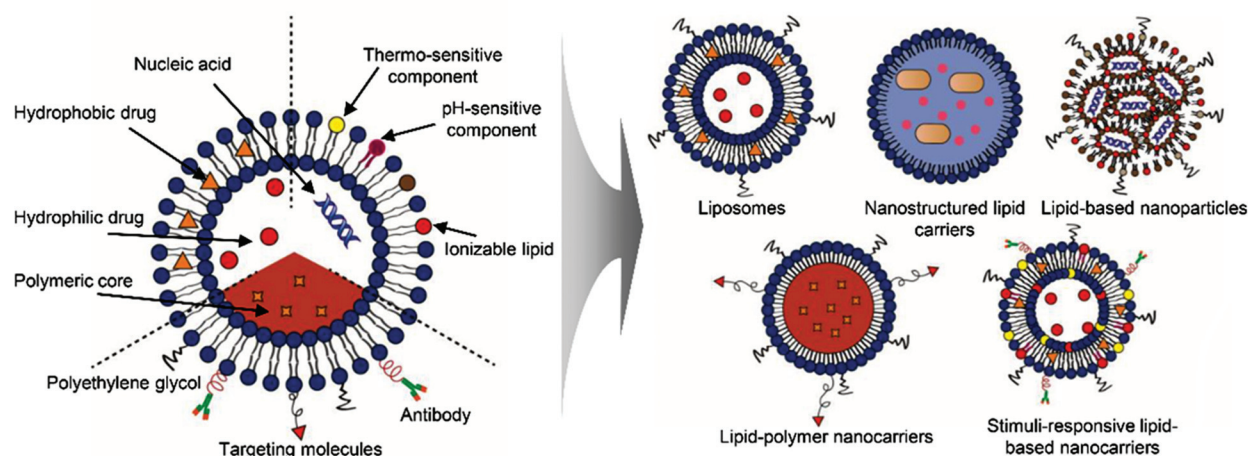 Thermo-sensitive
component
Nucleic acid
Hydrophobic drug
pH-sensitive
component
Hydrophilic drug
Ionizable lipid
Polymeric core
Polyethylene glycol
Antibody
Targeting molecules
Liposomes
Nanostructured lipid
carriers
Lipid-based nanoparticles
Lipid-polymer nanocarriers
Stimuli-responsive lipid-
based nanocarriers